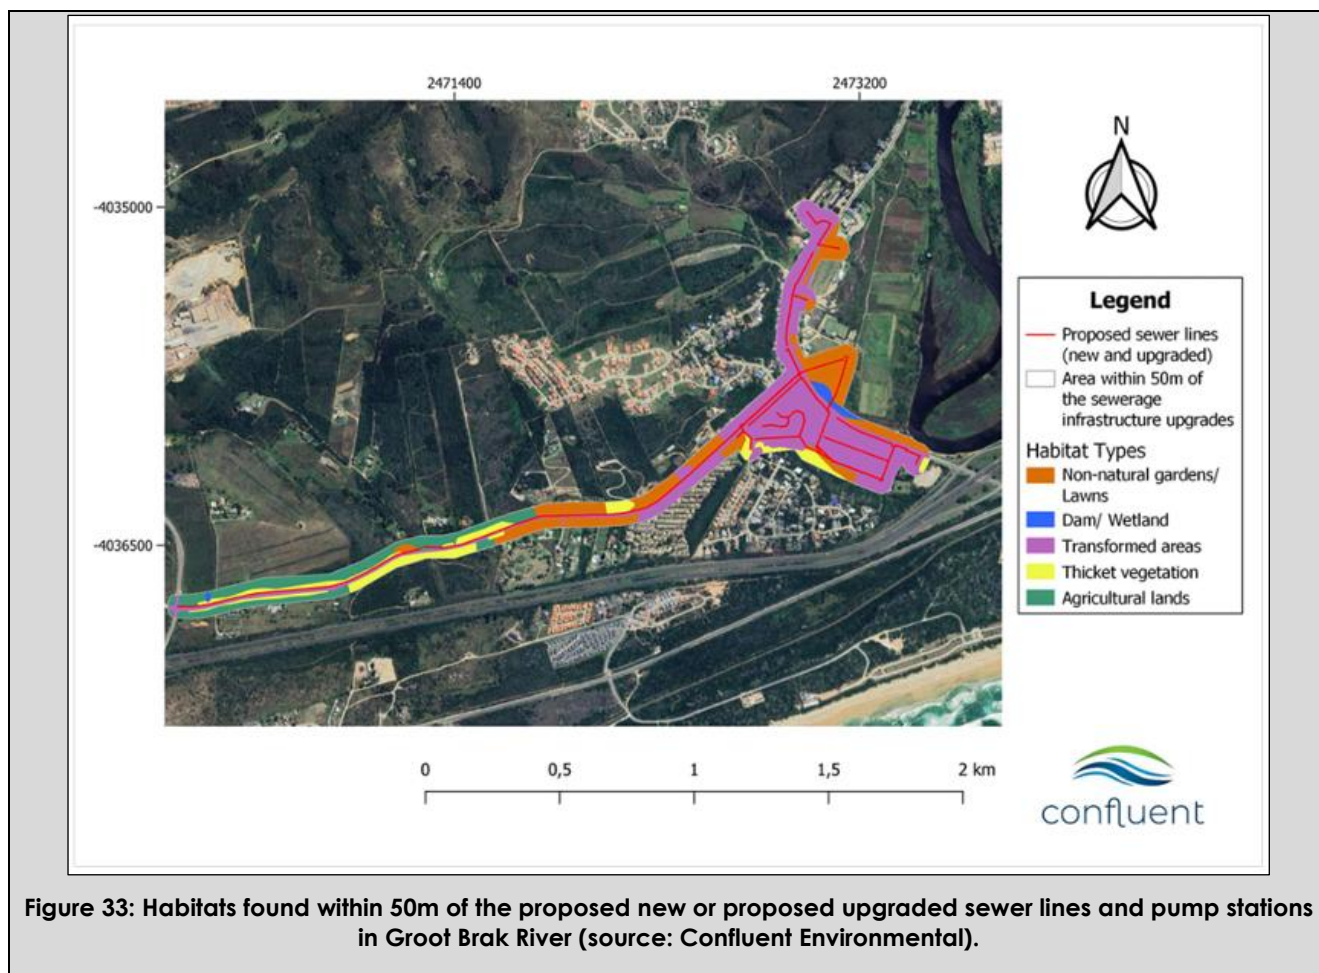 2471400 2473200
-4035000
-4036500
N
Legend
Proposed sewer lines
(new and upgraded)
Area within 50m of
the sewerage
infrastructure upgrades
Habitat Types
Non-natural gardens/
Lawns
Dam/ Wetland
Transformed areas
Thicket vegetation
Agricultural lands
0 0,5 1 1,5 2 km
confluent
Figure 33: Habitats found within 50m of the proposed new or proposed upgraded sewer lines and pump stations
in Groot Brak River (source: Confluent Environmental).